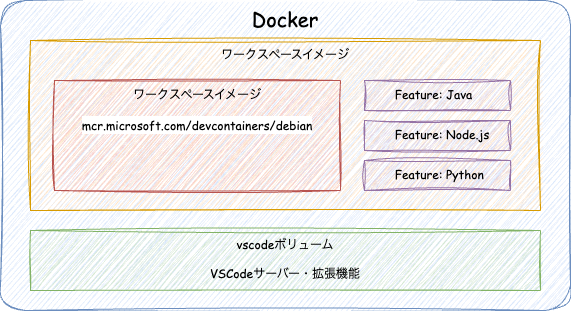 Docker
ワークスペースイメージ
ワークスペースイメージ
mcr.microsoft.com/devcontainers/debian
Feature: Java
Feature: Node.js
Feature: Python
vscodeボリューム
VSCodeサーバー・拡張機能